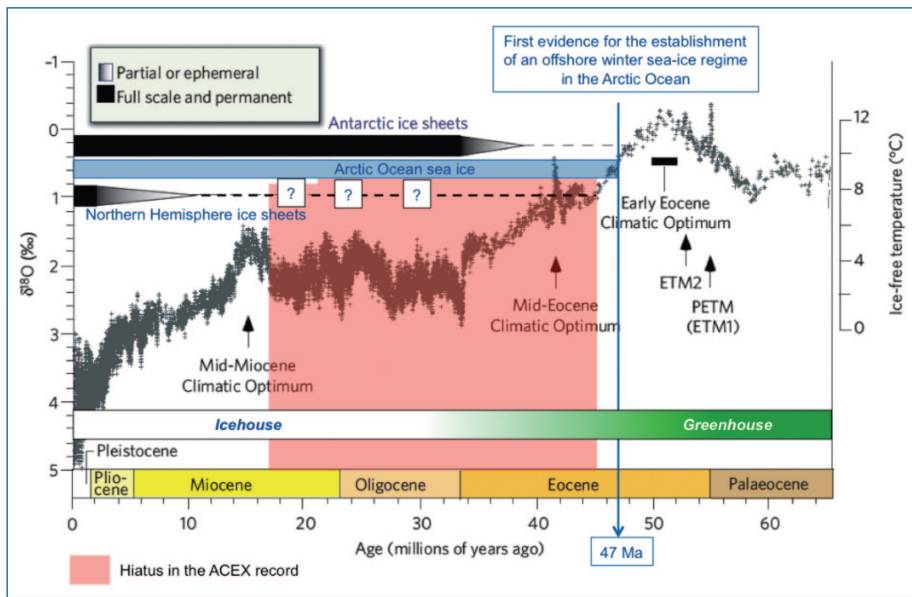 First evidence for the establishment
of an offshore winter sea-ice regime
in the Arctic Ocean
Partial or ephemeral
Full scale and permanent
Antarctic ice sheets
Arctic Ocean sea ice
? ? ?
Northern Hemisphere ice sheets
Early Eocene
Climatic Optimum
ETM2
PETM
(ETM1)
Mid-Eocene
Climatic Optimum
Mid-Miocene
Climatic Optimum
-1
0
1
2
3
4
5
δ18O (‰)
12
8
4
0
Ice-free temperature (°C)
Icehouse
Greenhouse
Pleistocene
Plio-
cene
Miocene
Oligocene
Eocene
Palaeocene
0 10 20 30 40 50 60
Age (millions of years ago)
47 Ma
Hiatus in the ACEX record